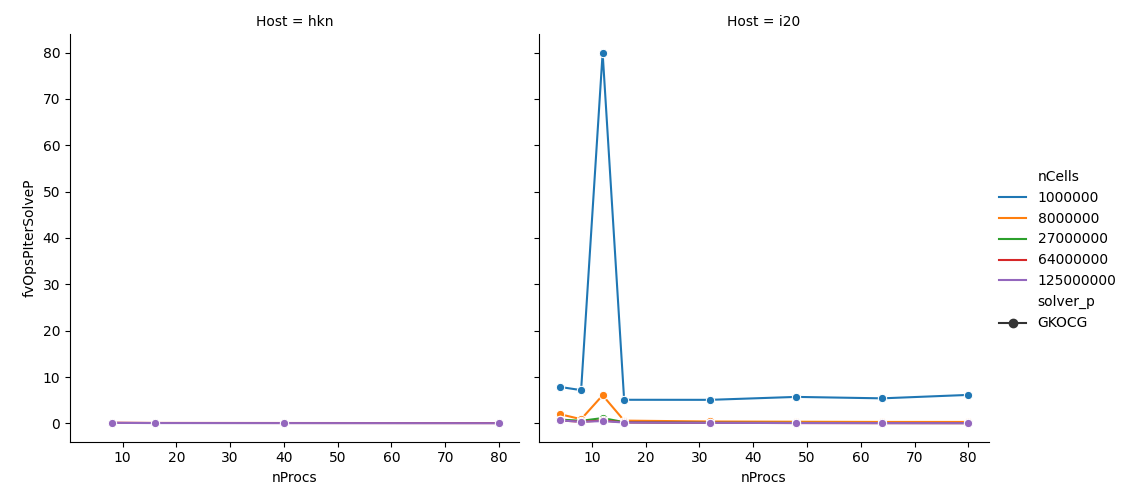 Host = hkn
Host = i20
fvOpsPIterSolveP
80
70
60
50
40
30
20
10
0
10 20 30 40 50 60 70 80
nProcs
10 20 30 40 50 60 70 80
nProcs
nCells
1000000
8000000
27000000
64000000
125000000
solver_p
GKOCG